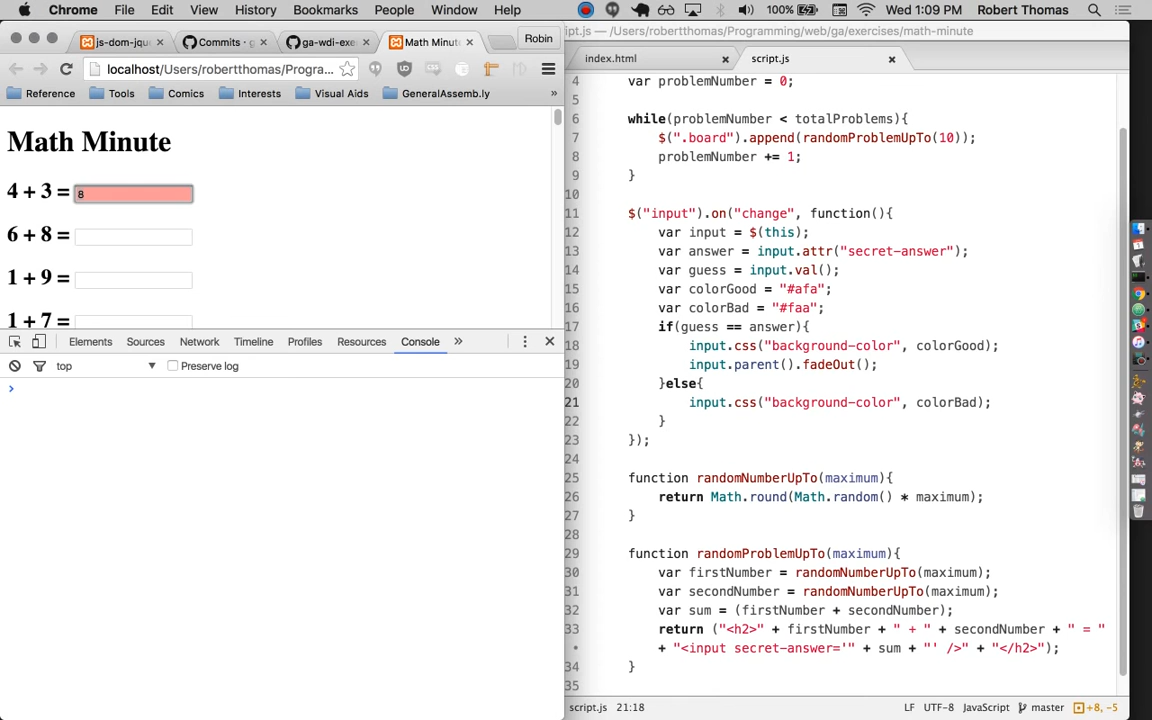 Chrome File Edit View History Bookmarks People Window Help 100% Wed 1:09 PM Robert Thomas
js-dom-jqu Commits · g ga-wdi-exe Math Minut Robin
localhost/Users/robertthomas/Progra...
Reference Tools Comics Interests Visual Aids GeneralAssemb.ly »
Math Minute
4 + 3 = 8
6 + 8 =
1 + 9 =
1 + 7 =
Elements Sources Network Timeline Profiles Resources Console »
top Preserve log
>
ript.js — /Users/robertthomas/Programming/web/ga/exercises/math-minute
index.html script.js
4 var problemNumber = 0;
5
6 while(problemNumber < totalProblems){
7 $(".board").append(randomProblemUpTo(10));
8 problemNumber += 1;
9 }
10
11 $("input").on("change", function(){
12 var input = $(this);
13 var answer = input.attr("secret-answer");
14 var guess = input.val();
15 var colorGood = "#afa";
16 var colorBad = "#faa";
17 if(guess == answer){
18 input.css("background-color", colorGood);
19 input.parent().fadeOut();
20 }else{
21 input.css("background-color", colorBad);
22 }
23 });
24
25 function randomNumberUpTo(maximum){
26 return Math.round(Math.random() * maximum);
27 }
28
29 function randomProblemUpTo(maximum){
30 var firstNumber = randomNumberUpTo(maximum);
31 var secondNumber = randomNumberUpTo(maximum);
32 var sum = (firstNumber + secondNumber);
33 return ("<h2>" + firstNumber + " + " + secondNumber + " = "
• + "<input secret-answer='" + sum + "' />" + "</h2>");
34 }
35
script.js 21:18 LF UTF-8 JavaScript master +8, -5